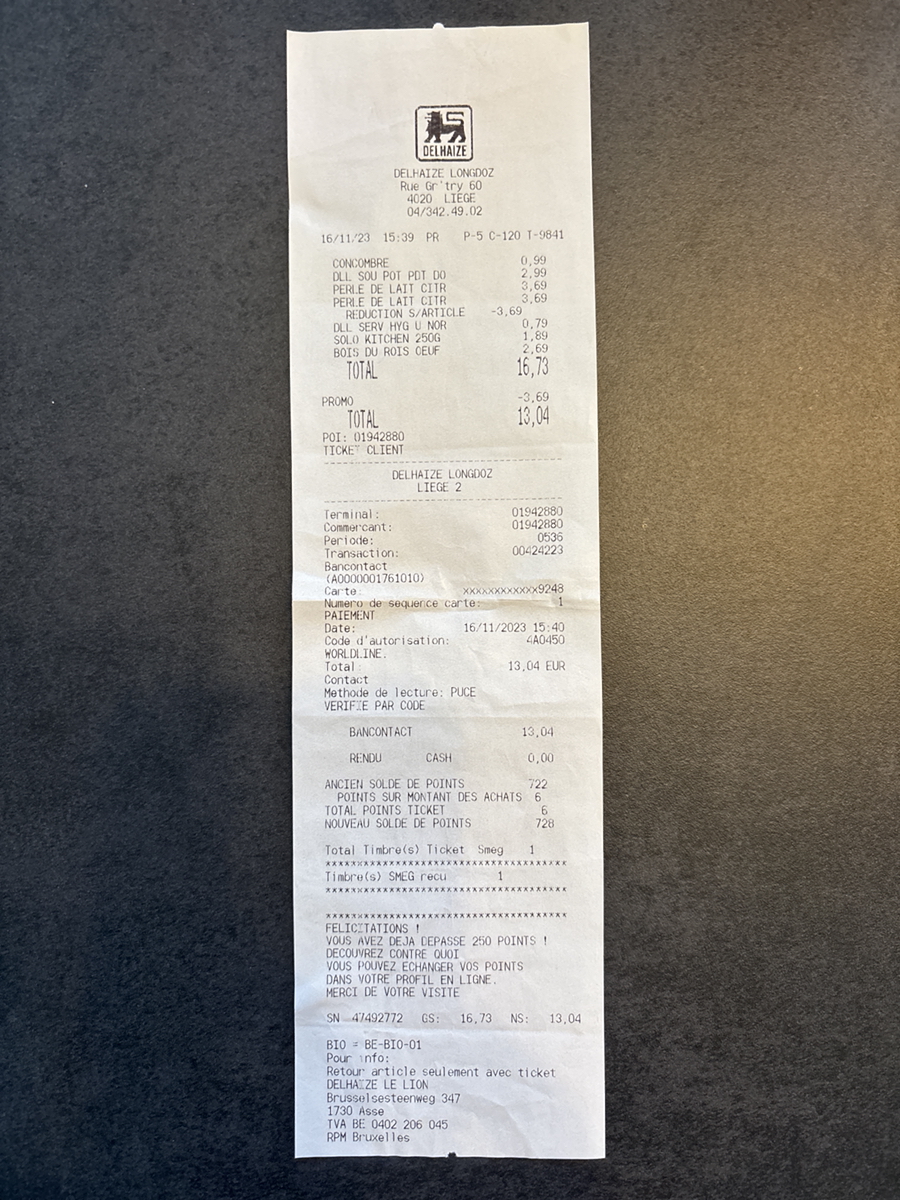 DELHAIZE
DELHAIZE LONGDOZ
Rue Gr'try 60
4020 LIEGE
04/342.49.02
16/11/23 15:39 PR P-5 C-120 T-9841
CONCOMBRE 0,99
DLL SOU POT PDT DO 2,99
PERLE DE LAIT CITR 3,69
PERLE DE LAIT CITR 3,69
REDUCTION S/ARTICLE -3,69
DLL SERV HYG U NOR 0,79
SOLO KITCHEN 250G 1,89
BOIS DU ROIS OEUF 2,69
TOTAL 16,73
PROMO -3,69
TOTAL 13,04
POI: 01942880
TICKET CLIENT
--------------------------------------
DELHAIZE LONGDOZ
LIEGE 2
--------------------------------------
Terminal: 01942880
Commercant: 01942880
Periode: 0536
Transaction: 00424223
Bancontact
(A0000001761010)
Carte: xxxxxxxxxxxx9248
Numero de sequence carte: 1
PAIEMENT
Date: 16/11/2023 15:40
Code d'autorisation: 4A0450
WORLDLINE.
Total: 13,04 EUR
Contact
Methode de lecture: PUCE
VERIFIE PAR CODE
BANCONTACT 13,04
RENDU CASH 0,00
ANCIEN SOLDE DE POINTS 722
POINTS SUR MONTANT DES ACHATS 6
TOTAL POINTS TICKET 6
NOUVEAU SOLDE DE POINTS 728
Total Timbre(s) Ticket Smeg 1
**************************************
Timbre(s) SMEG recu 1
**************************************
**************************************
FELICITATIONS !
VOUS AVEZ DEJA DEPASSE 250 POINTS !
DECOUVREZ CONTRE QUOI
VOUS POUVEZ ECHANGER VOS POINTS
DANS VOTRE PROFIL EN LIGNE.
MERCI DE VOTRE VISITE
SN 47492772 GS: 16,73 NS: 13,04
BIO = BE-BIO-01
Pour info:
Retour article seulement avec ticket
DELHAIZE LE LION
Brusselsesteenweg 347
1730 Asse
TVA BE 0402 206 045
RPM Bruxelles